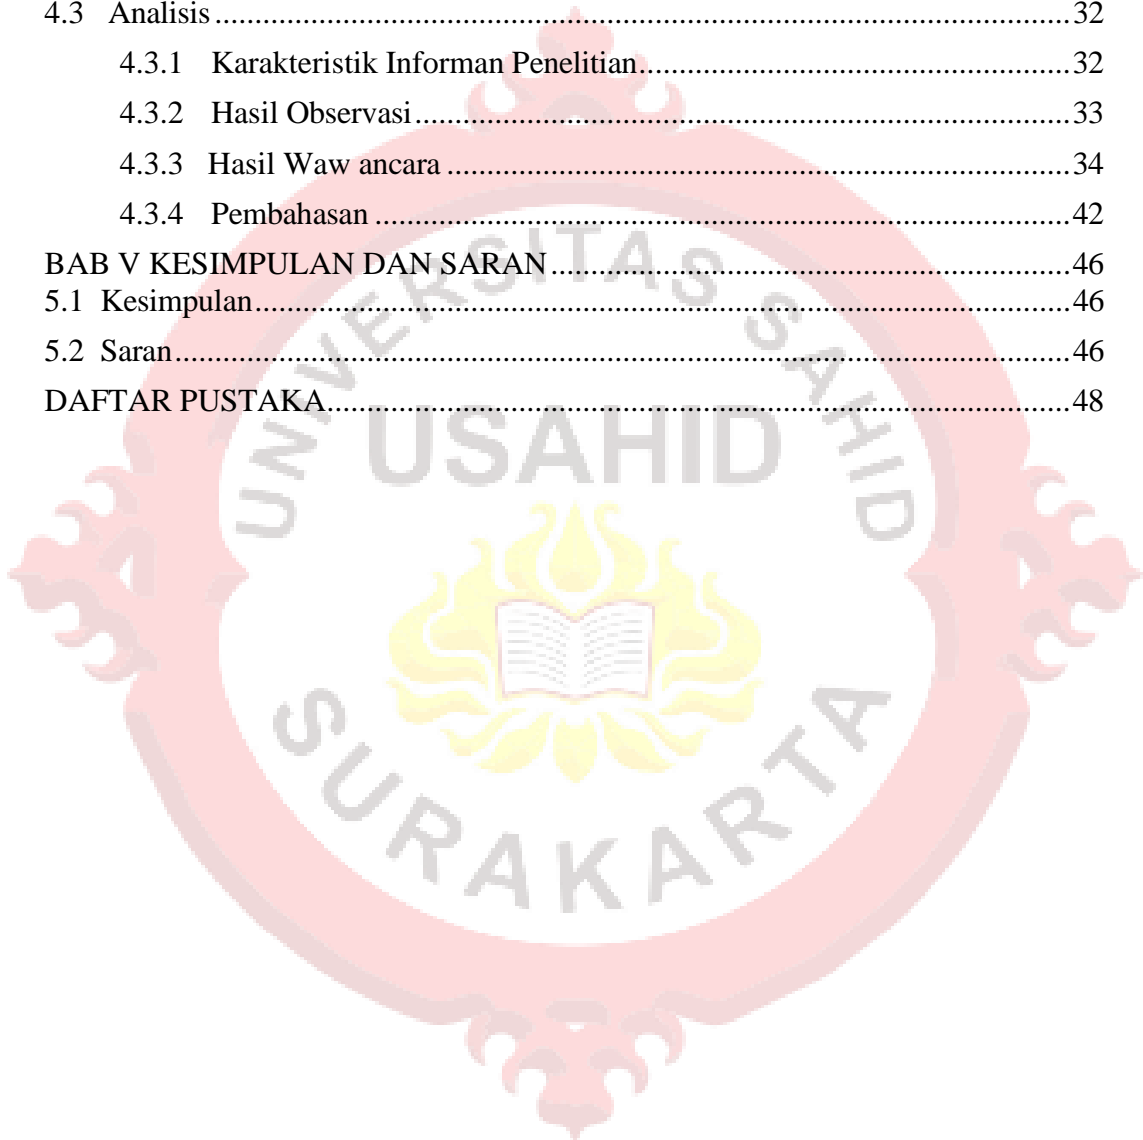 4.3 Analisis ........................................................................................................ 32
4.3.1 Karakteristik Informan Penelitian..................................................... 32
4.3.2 Hasil Observasi ................................................................................ 33
4.3.3 Hasil Waw ancara ............................................................................ 34
4.3.4 Pembahasan ..................................................................................... 42
BAB V KESIMPULAN DAN SARAN ................................................................ 46
5.1 Kesimpulan.................................................................................................... 46
5.2 Saran.............................................................................................................. 46
DAFTAR PUSTAKA........................................................................................... 48
UNIVERSITAS SAHID
USAHID
SURAKARTA